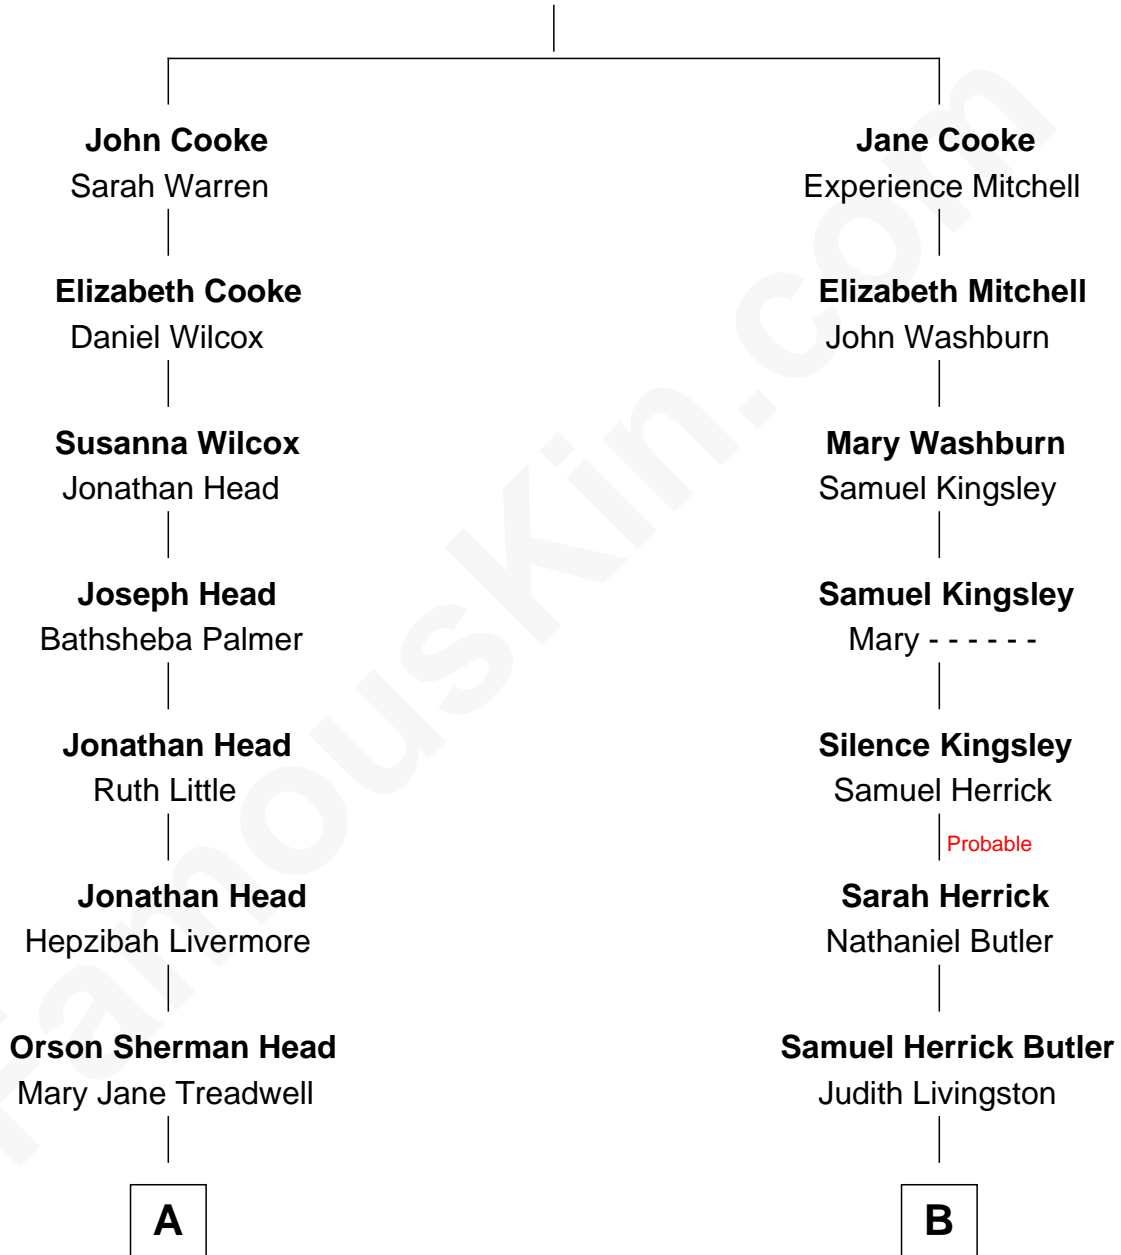 John Cooke
Sarah Warren
Jane Cooke
Experience Mitchell
Elizabeth Cooke
Daniel Wilcox
Elizabeth Mitchell
John Washburn
Susanna Wilcox
Jonathan Head
Mary Washburn
Samuel Kingsley
Joseph Head
Bathsheba Palmer
Samuel Kingsley
Mary - - - - - -
Jonathan Head
Ruth Little
Silence Kingsley
Samuel Herrick
Probable
Jonathan Head
Hepzibah Livermore
Sarah Herrick
Nathaniel Butler
Orson Sherman Head
Mary Jane Treadwell
Samuel Herrick Butler
Judith Livingston
A
B
FamousKin.com